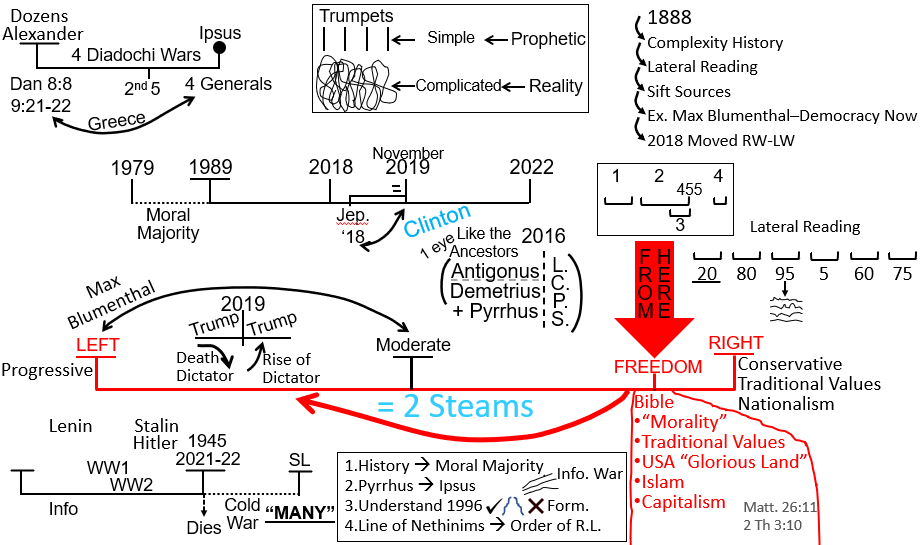 Dozens
Alexander
Ipsus
4 Diadochi Wars
Dan 8:8
9:21-22
2nd 5
4 Generals
Greece
Trumpets
Simple
Prophetic
Complicated
Reality
1888
Complexity History
Lateral Reading
Sift Sources
Ex. Max Blumenthal–Democracy Now
2018 Moved RW-LW
1979
1989
2018
November
2019
2022
=
Moral
Majority
Jep.
‘18
Clinton
1 eye
Like the
Ancestors
2016
Antigonus
Demetrius
+ Pyrrhus
L.
C.
P.
S.
1
2
4
455
3
FROM
HERE
Lateral Reading
20
80
95
5
60
75
Max
Blumenthal
2019
Trump
Trump
Death
Dictator
Rise of
Dictator
LEFT
Progressive
Moderate
FREEDOM
RIGHT
Conservative
Traditional Values
Nationalism
= 2 Steams
Bible
•“Morality”
•Traditional Values
•USA “Glorious Land”
•Islam
•Capitalism
Matt. 26:11
2 Th 3:10
Lenin
Stalin
Hitler
1945
2021-22
SL
WW1
WW2
Info
Dies
Cold
War
“MANY”
1.History → Moral Majority
2.Pyrrhus → Ipsus
Info. War
3.Understand 1996 ✓ ✗ Form.
4.Line of Nethinims → Order of R.L.